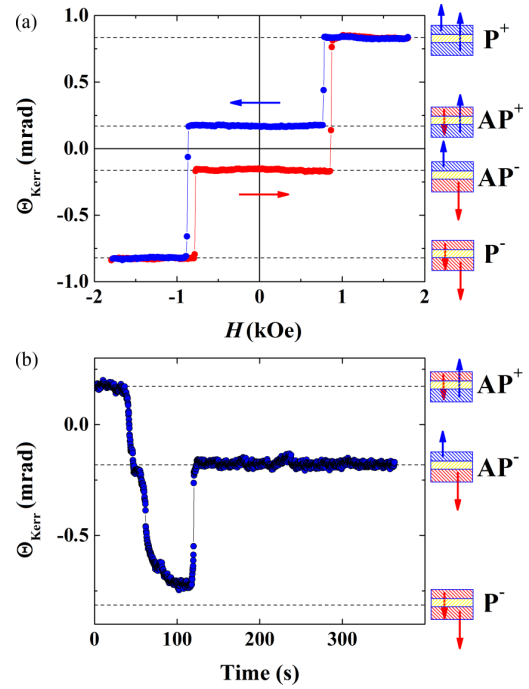 (a)
1.0
0.5
0.0
-0.5
-1.0
Θ_Kerr (mrad)
-2 -1 0 1 2
H (kOe)
P⁺
AP⁺
AP⁻
P⁻
(b)
0.0
-0.5
Θ_Kerr (mrad)
0 100 200 300
Time (s)
AP⁺
AP⁻
P⁻